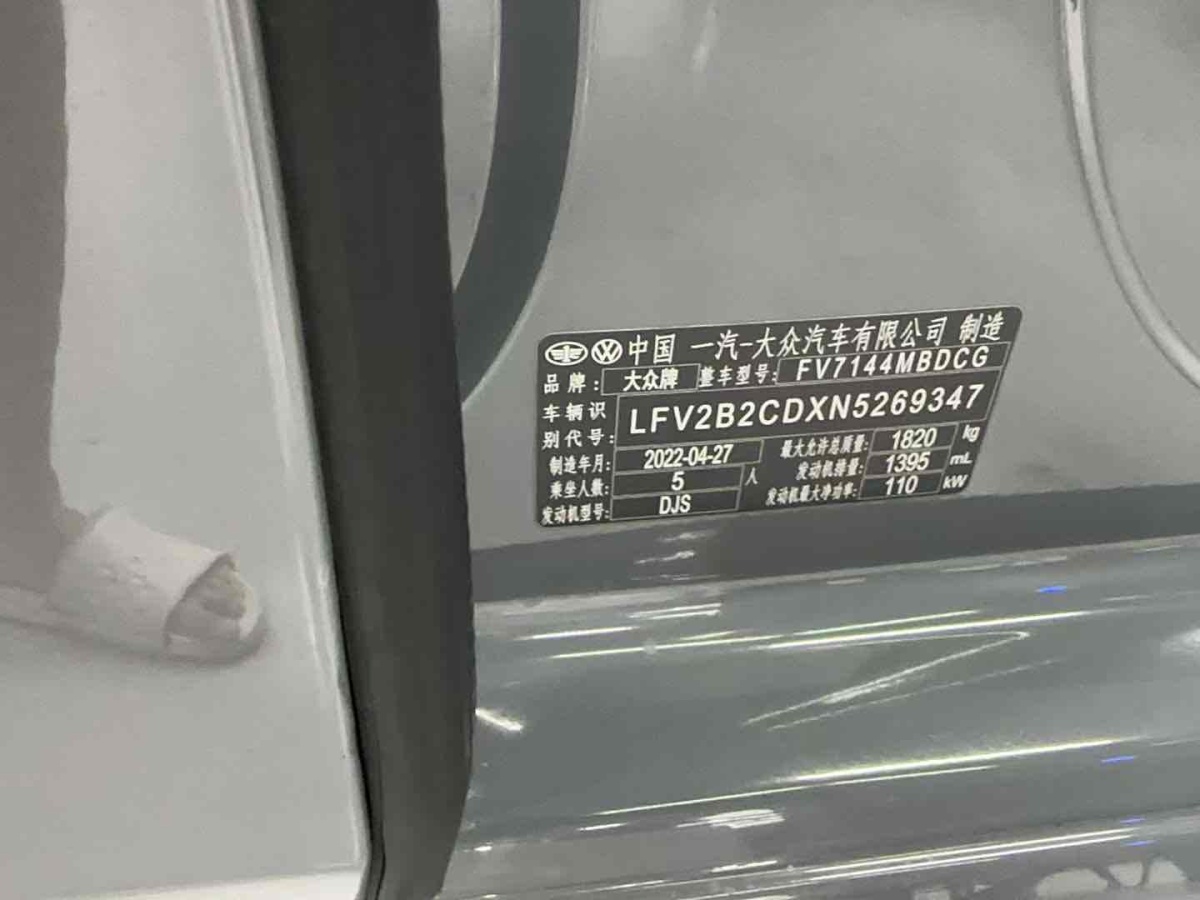 中国 一汽-大众汽车有限公司 制造
品牌: 大众牌 整车型号: FV7144MBDCG
车辆识别代号: LFV2B2CDXN5269347
制造年月: 2022-04-27 最大允许总质量: 1820 kg
乘坐人数: 5 人 发动机排量: 1395 mL
发动机型号: DJS 发动机最大净功率: 110 kW